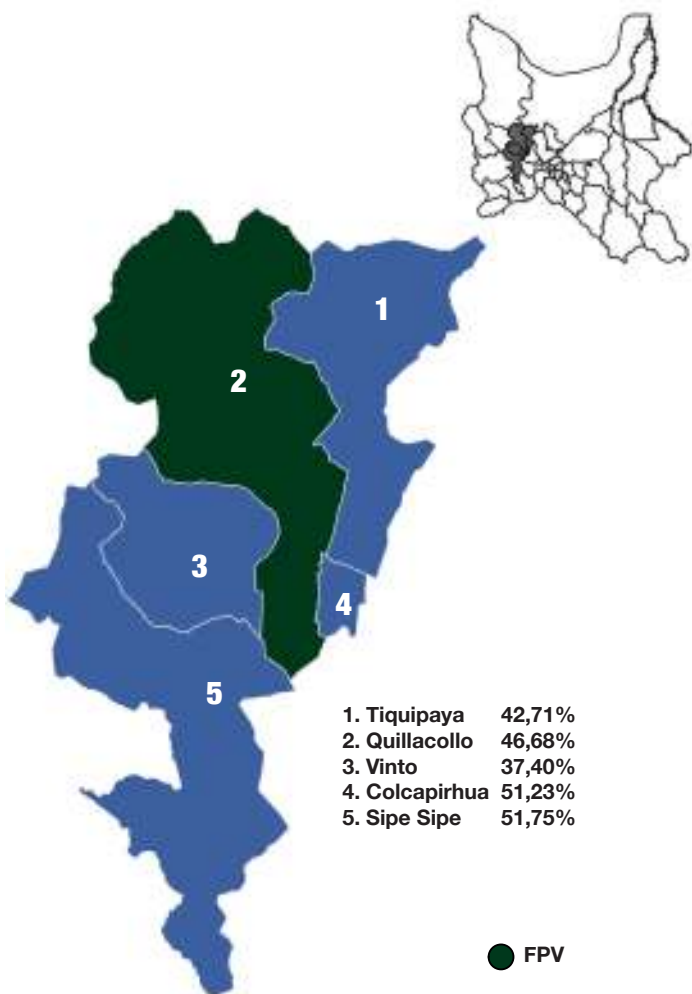 1
2
3
4
5
1. Tiquipaya 42,71%
2. Quillacollo 46,68%
3. Vinto 37,40%
4. Colcapirhua 51,23%
5. Sipe Sipe 51,75%
FPV